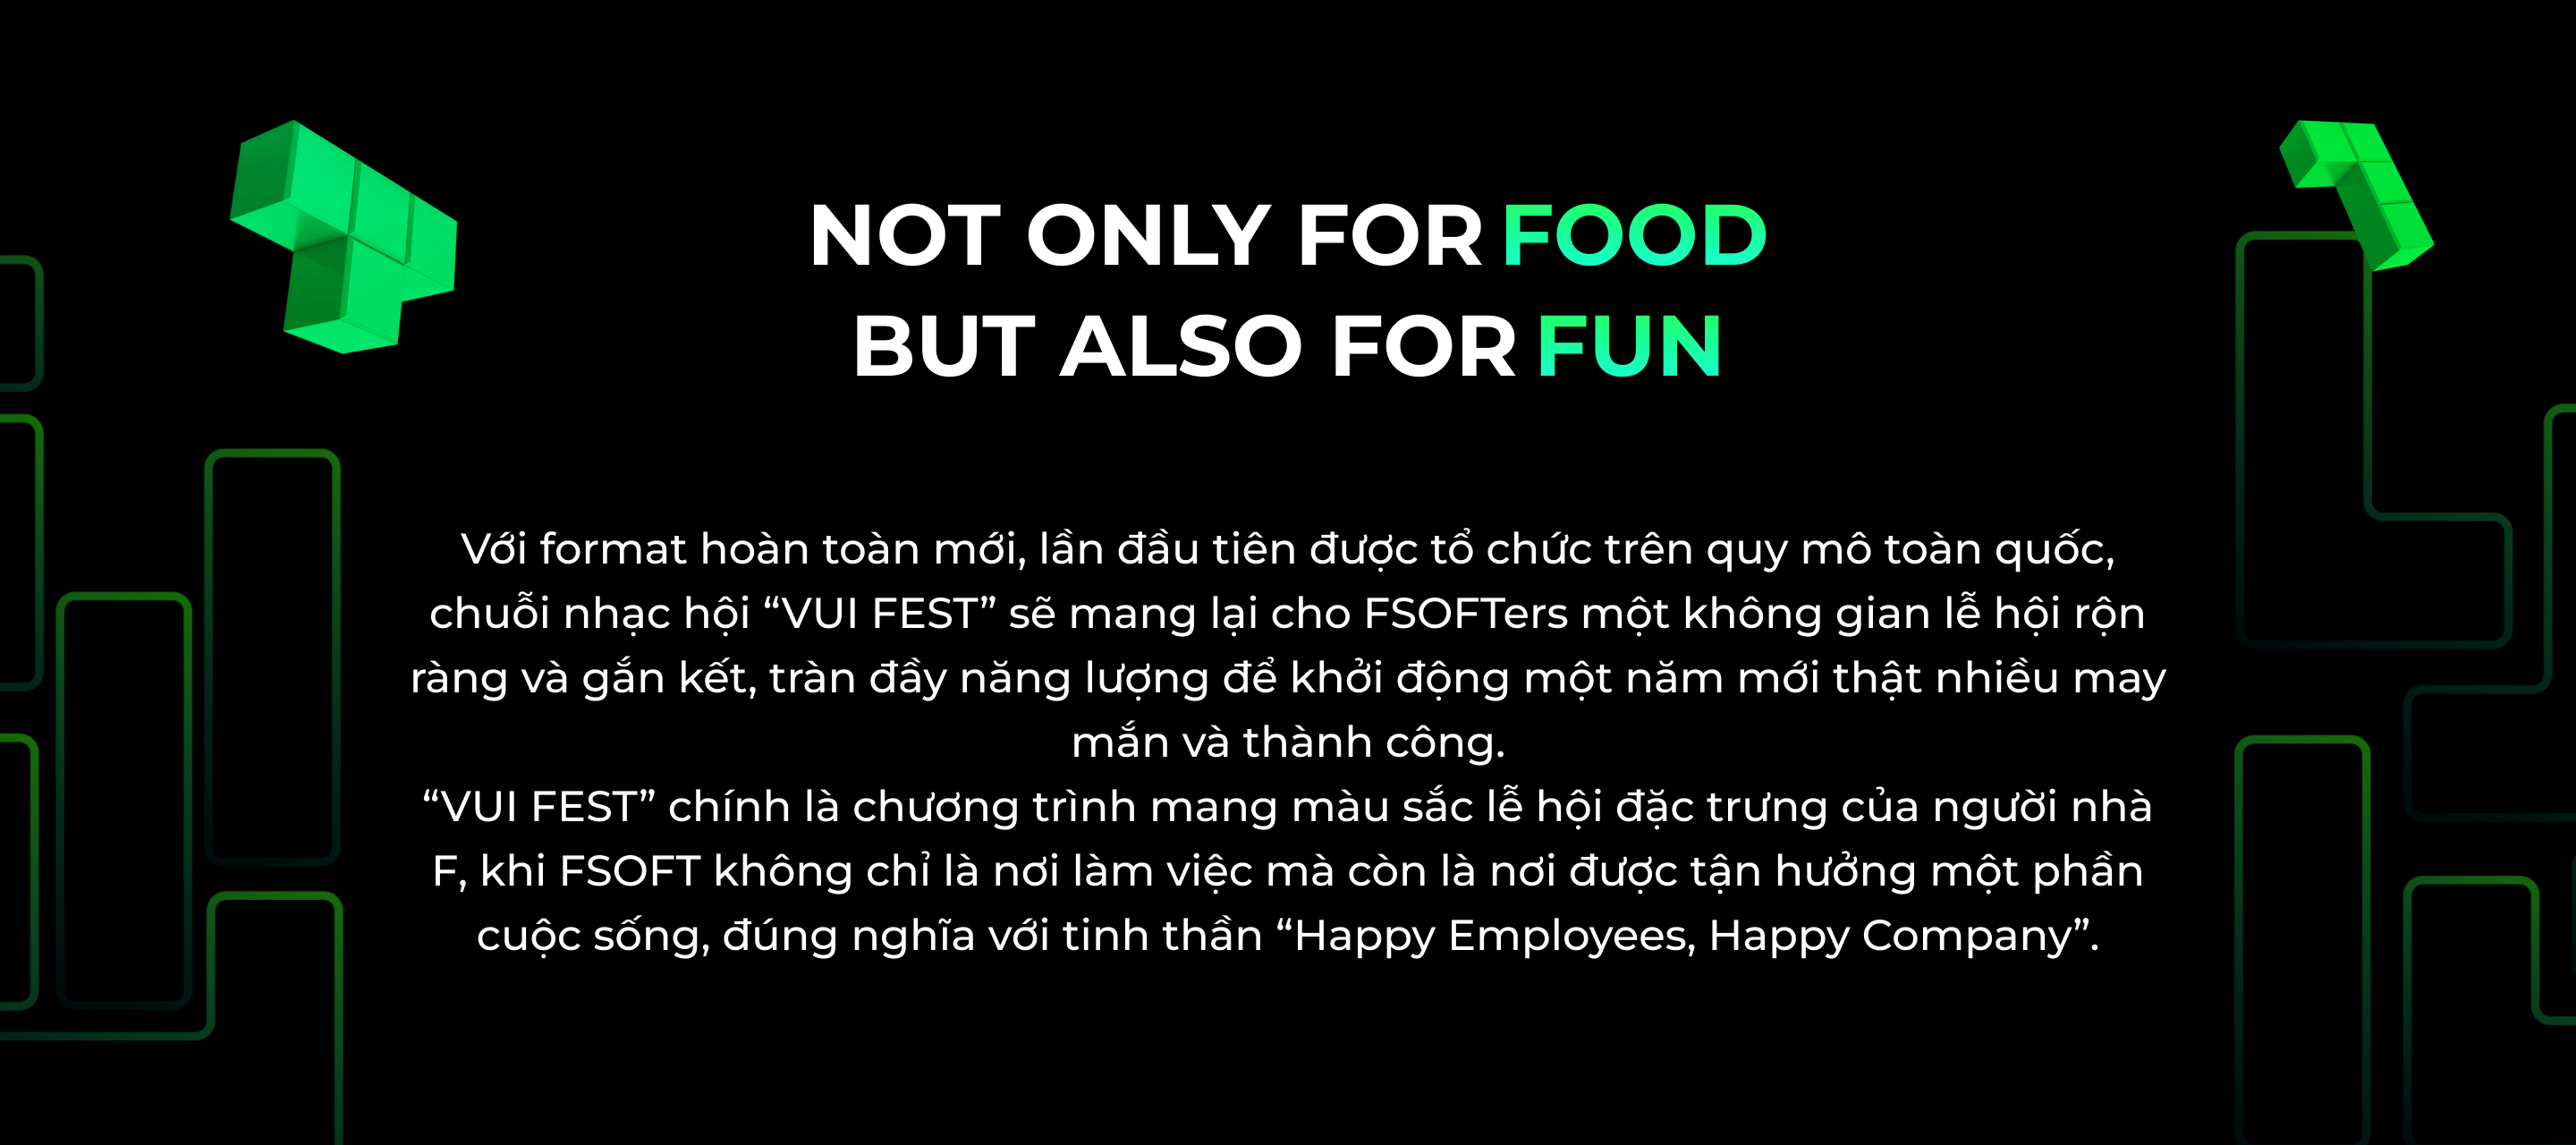 NOT ONLY FOR FOOD
BUT ALSO FOR FUN
Với format hoàn toàn mới, lần đầu tiên được tổ chức trên quy mô toàn quốc,
chuỗi nhạc hội “VUI FEST” sẽ mang lại cho FSOFTers một không gian lễ hội rộn
ràng và gắn kết, tràn đầy năng lượng để khởi động một năm mới thật nhiều may
mắn và thành công.
“VUI FEST” chính là chương trình mang màu sắc lễ hội đặc trưng của người nhà
F, khi FSOFT không chỉ là nơi làm việc mà còn là nơi được tận hưởng một phần
cuộc sống, đúng nghĩa với tinh thần “Happy Employees, Happy Company”.